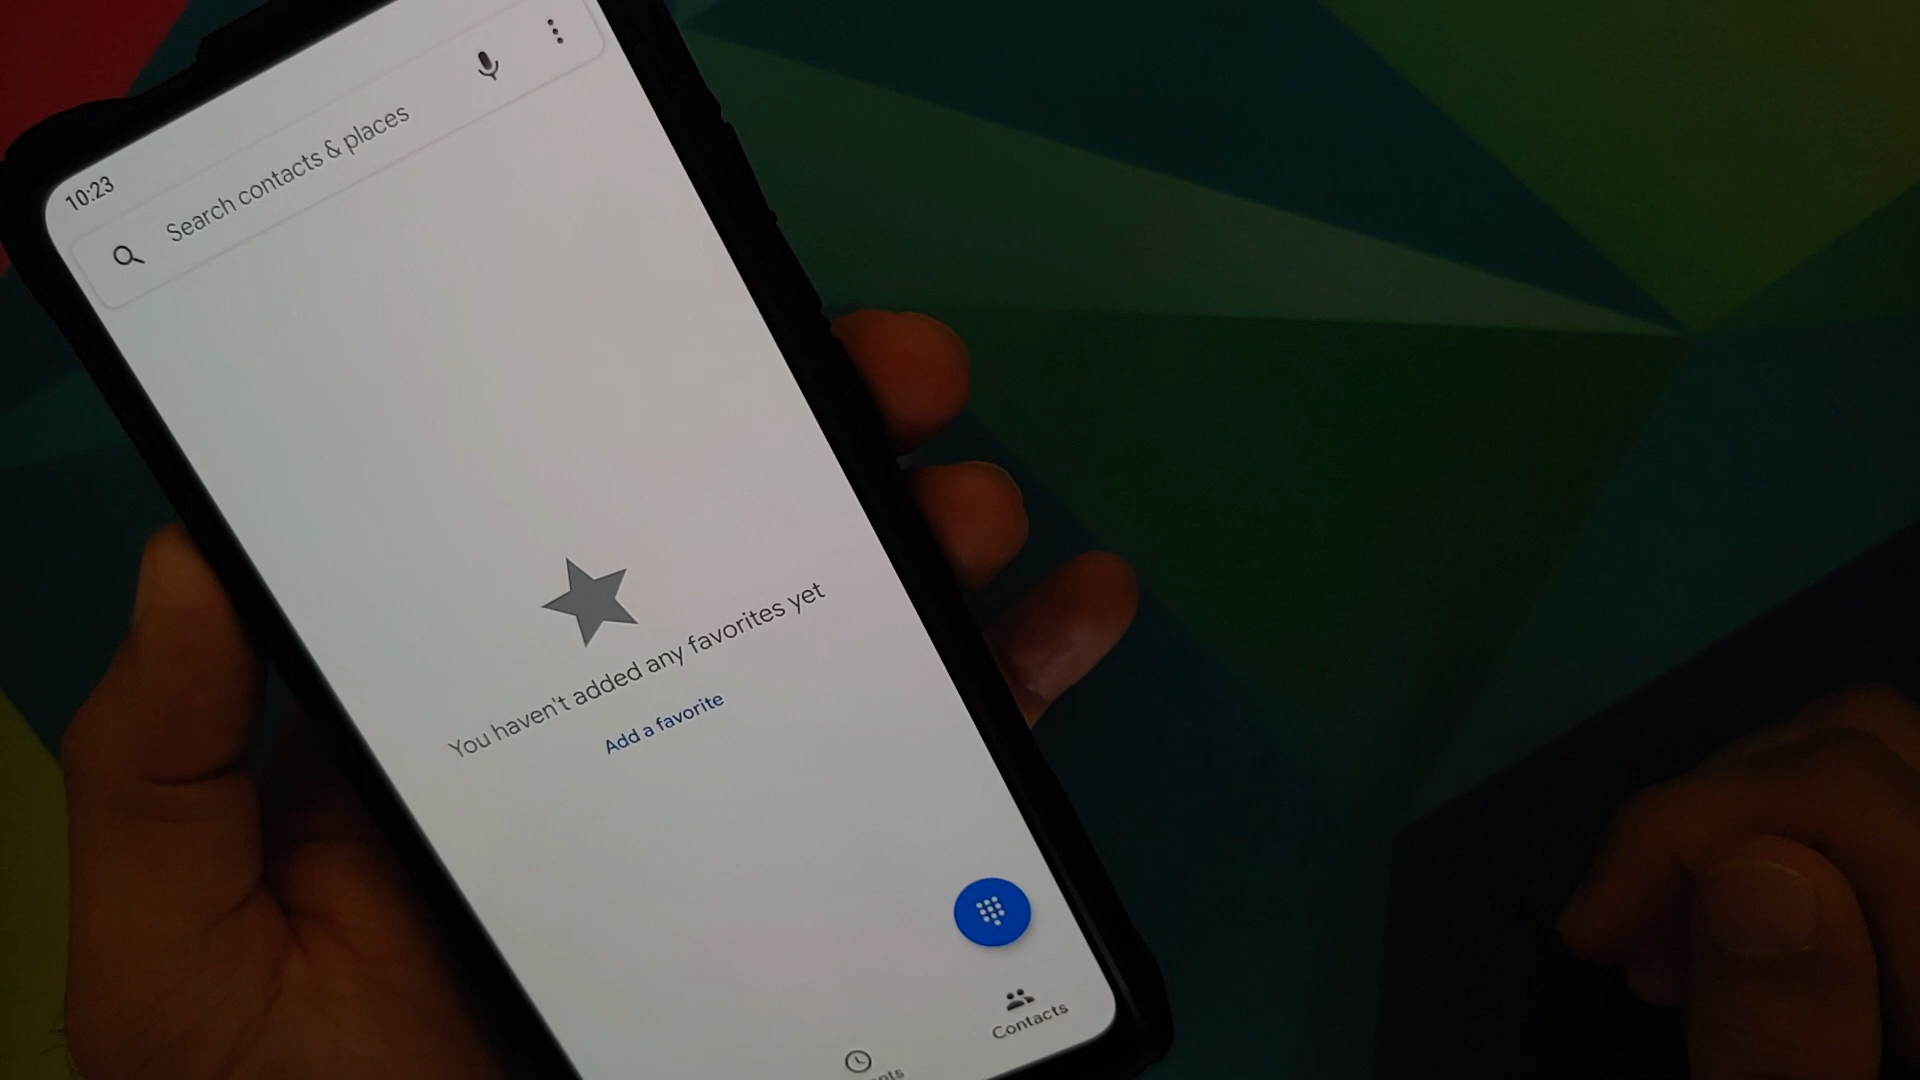 10:23
Search contacts & places
You haven't added any favorites yet
Add a favorite
Contacts